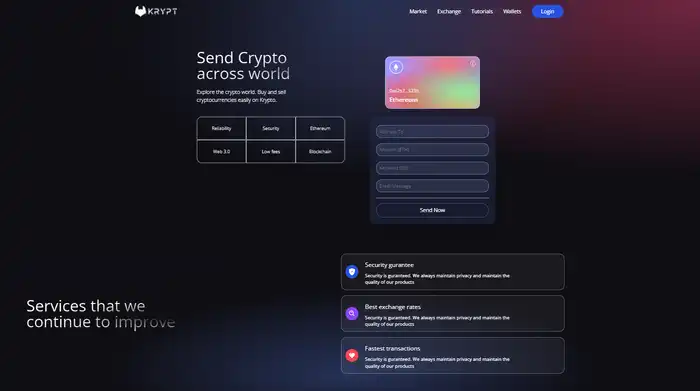 KRYPT
Market
Exchange
Tutorials
Wallets
Login
Send Crypto
across world
Explore the crypto world. Buy and sell
cryptocurrencies easily on Krypto.
Reliability
Security
Ethereum
Web 3.0
Low fees
Blockchain
Ethereum
Address To
Amount (ETH)
Enter Message
Send Now
Services that we
continue to improve
Security gurantee
Security is guranteed. We always maintain privacy and maintain the
quality of our products
Best exchange rates
Security is guranteed. We always maintain privacy and maintain the
quality of our products
Fastest transactions
Security is guranteed. We always maintain privacy and maintain the
quality of our products